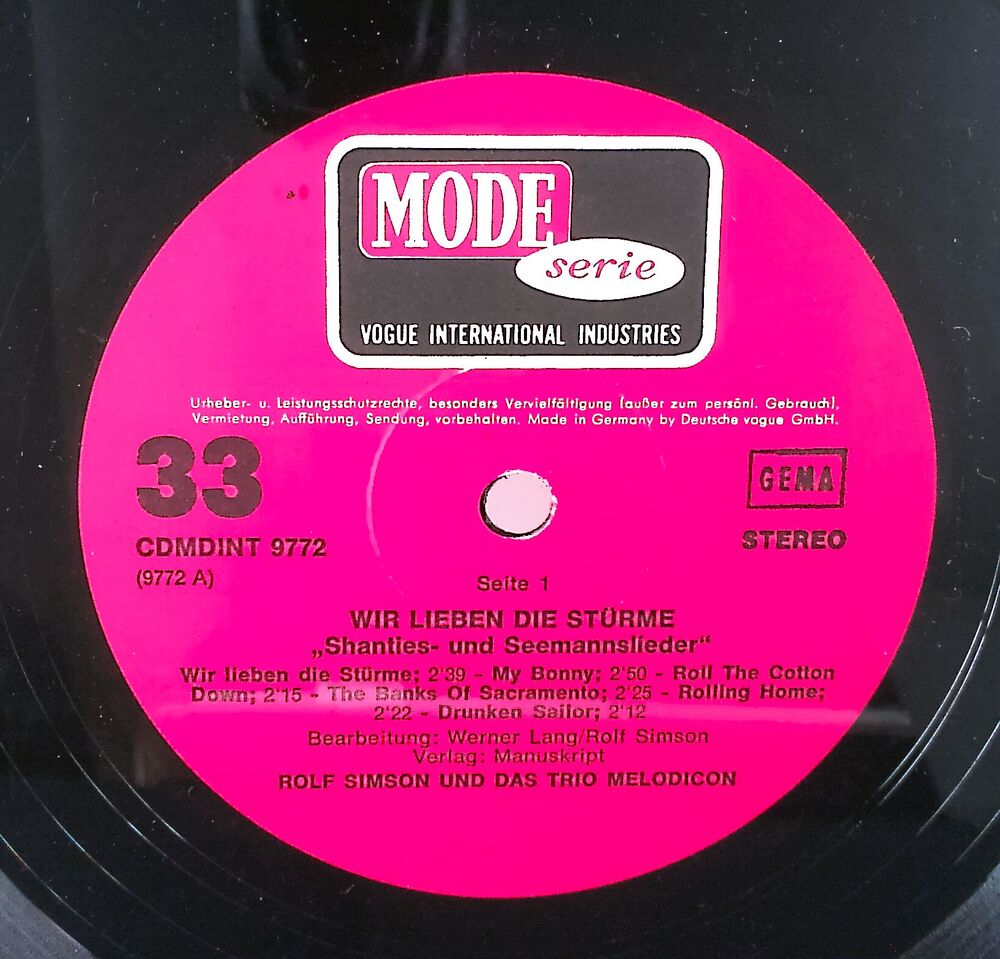 MODE
serie
VOGUE INTERNATIONAL INDUSTRIES
Urheber- u. Leistungsschutzrechte, besonders Vervielfältigung (außer zum persönl. Gebrauch),
Vermietung, Aufführung, Sendung, vorbehalten. Made in Germany by Deutsche vogue GmbH.
33
GEMA
CDMDINT 9772
STEREO
(9772 A)
Seite 1
WIR LIEBEN DIE STÜRME
„Shanties- und Seemannslieder“
Wir lieben die Stürme; 2'39 - My Bonny; 2'50 - Roll The Cotton
Down; 2'15 - The Banks Of Sacramento; 2'25 - Rolling Home;
2'22 - Drunken Sailor; 2'12
Bearbeitung: Werner Lang/Rolf Simson
Verlag: Manuskript
ROLF SIMSON UND DAS TRIO MELODICON